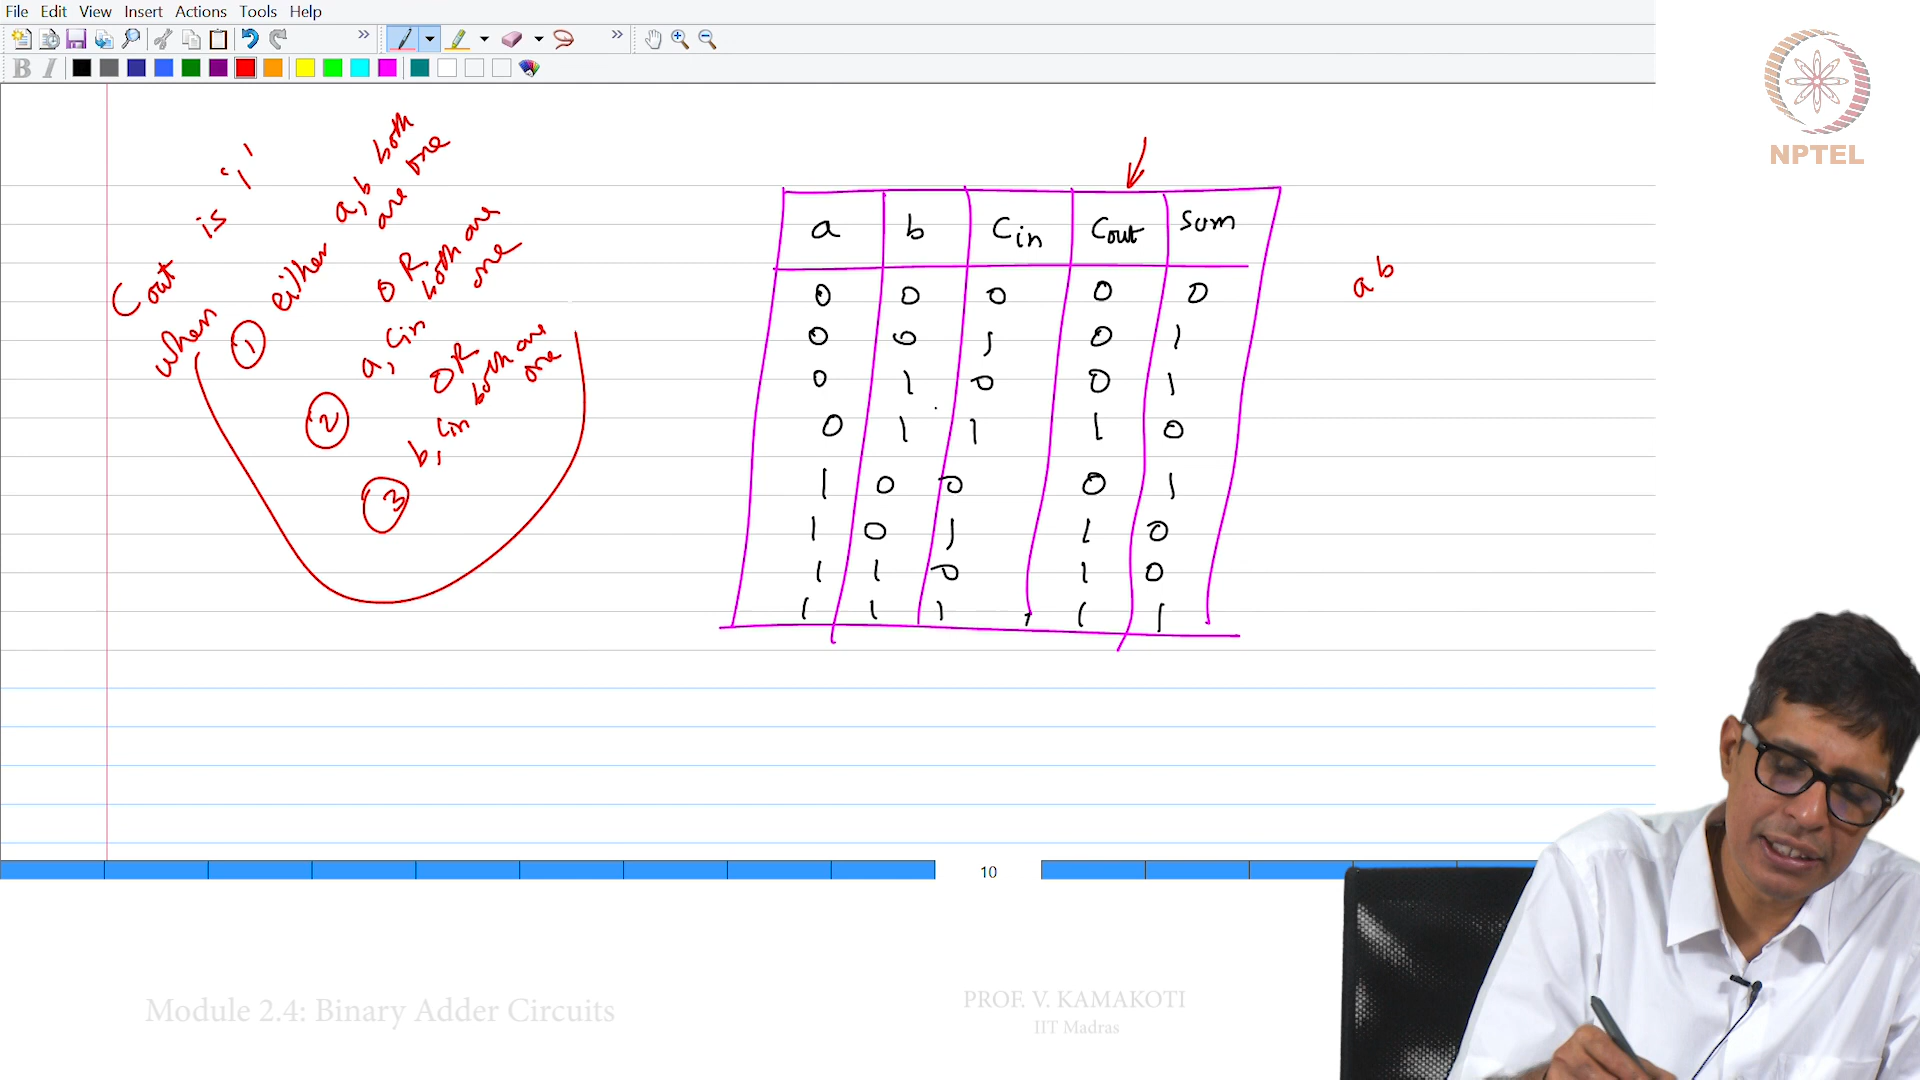 File Edit View Insert Actions Tools Help
NPTEL
Cout is '1'
when ① either a, b both are one
OR
② a, Cin both are one
OR
③ b, Cin both are one
a b Cin Cout Sum
0 0 0 0 0
0 0 1 0 1
0 1 0 0 1
0 1 1 1 0
1 0 0 0 1
1 0 1 1 0
1 1 0 1 0
1 1 1 1 1
a b
10
Module 2.4: Binary Adder Circuits
PROF. V. KAMAKOTI
IIT Madras